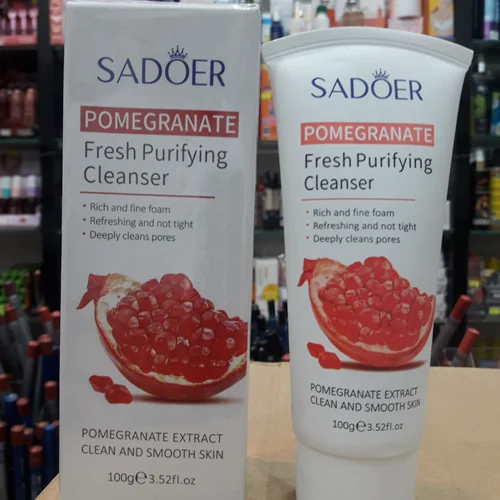 SADOER
POMEGRANATE
Fresh Purifying
Cleanser
• Rich and fine foam
• Refreshing and not tight
• Deeply cleans pores
POMEGRANATE EXTRACT
CLEAN AND SMOOTH SKIN
100g℮3.52fl.oz
SADOER
POMEGRANATE
Fresh Purifying
Cleanser
• Rich and fine foam
• Refreshing and not tight
• Deeply cleans pores
POMEGRANATE EXTRACT
CLEAN AND SMOOTH SKIN
100g℮3.52fl.oz